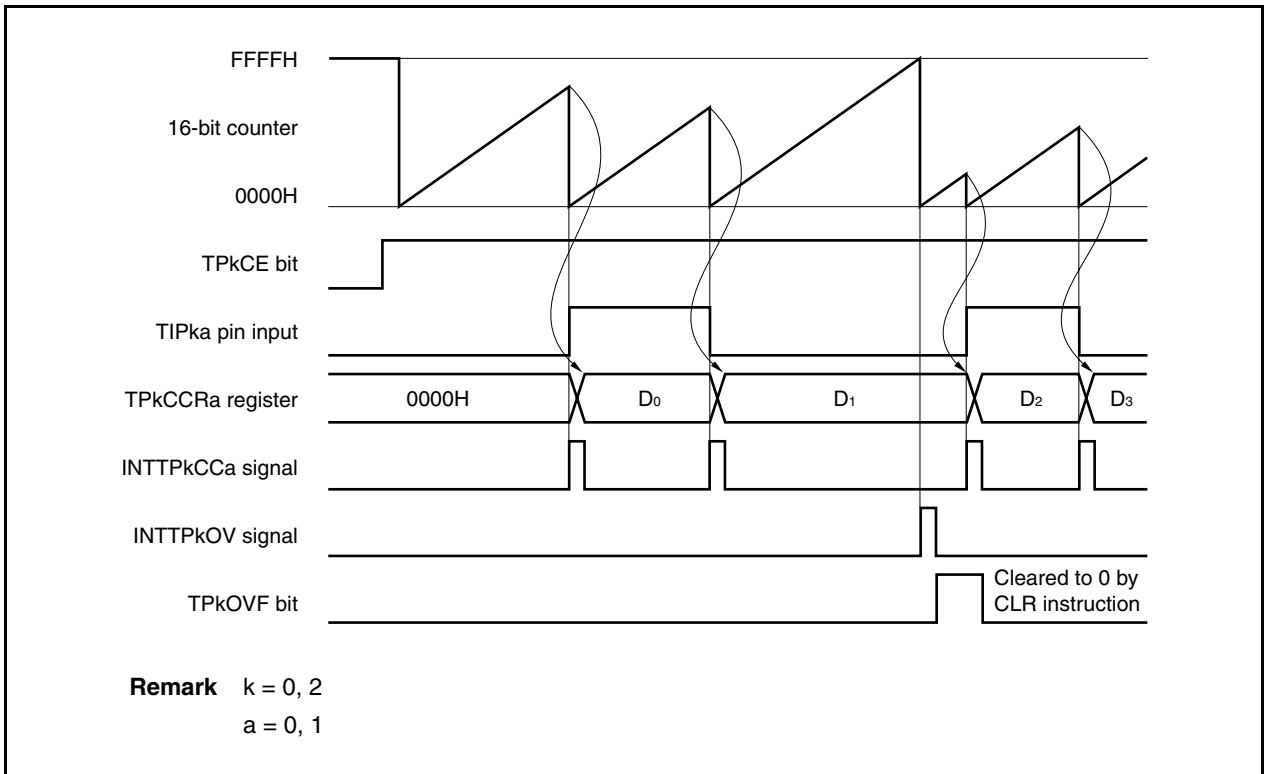 FFFFH
16-bit counter
0000H
TPkCE bit
TIPka pin input
TPkCCRa register
0000H D0 D1 D2 D3
INTTPkCCa signal
INTTPkOV signal
TPkOVF bit
Cleared to 0 by
CLR instruction
Remark k = 0, 2
a = 0, 1